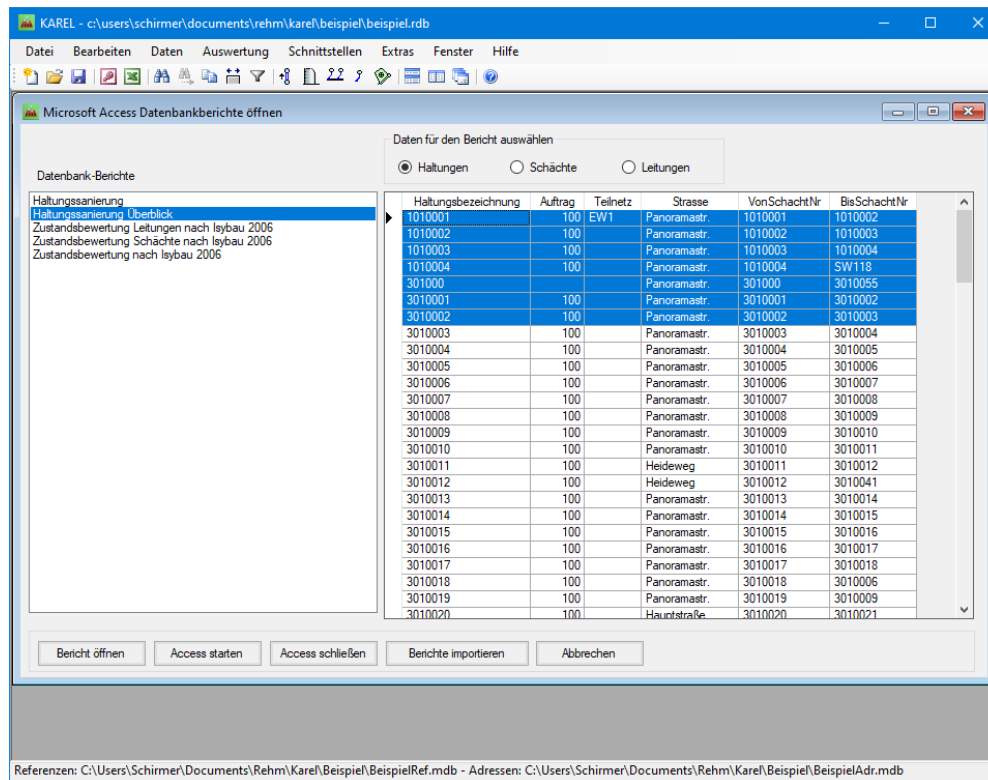 KAREL - c:\users\schirmer\documents\rehm\karel\beispiel\beispiel.rdb
Datei Bearbeiten Daten Auswertung Schnittstellen Extras Fenster Hilfe
Microsoft Access Datenbankberichte öffnen
Daten für den Bericht auswählen
Haltungen Schächte Leitungen
Datenbank-Berichte
Haltungssanierung
Haltungssanierung Überblick
Zustandsbewertung Leitungen nach Isybau 2006
Zustandsbewertung Schächte nach Isybau 2006
Zustandsbewertung nach Isybau 2006
Haltungsbezeichnung Auftrag Teilnetz Strasse VonSchachtNr BisSchachtNr
1010001 100 EW1 Panoramastr. 1010001 1010002
1010002 100 Panoramastr. 1010002 1010003
1010003 100 Panoramastr. 1010003 1010004
1010004 100 Panoramastr. 1010004 SW118
301000 Panoramastr. 301000 3010055
3010001 100 Panoramastr. 3010001 3010002
3010002 100 Panoramastr. 3010002 3010003
3010003 100 Panoramastr. 3010003 3010004
3010004 100 Panoramastr. 3010004 3010005
3010005 100 Panoramastr. 3010005 3010006
3010006 100 Panoramastr. 3010006 3010007
3010007 100 Panoramastr. 3010007 3010008
3010008 100 Panoramastr. 3010008 3010009
3010009 100 Panoramastr. 3010009 3010010
3010010 100 Panoramastr. 3010010 3010011
3010011 100 Heideweg 3010011 3010012
3010012 100 Heideweg 3010012 3010041
3010013 100 Panoramastr. 3010013 3010014
3010014 100 Panoramastr. 3010014 3010015
3010015 100 Panoramastr. 3010015 3010016
3010016 100 Panoramastr. 3010016 3010017
3010017 100 Panoramastr. 3010017 3010018
3010018 100 Panoramastr. 3010018 3010006
3010019 100 Panoramastr. 3010019 3010009
3010020 100 Hauptstraße 3010020 3010021
Bericht öffnen Access starten Access schließen Berichte importieren Abbrechen
Referenzen: C:\Users\Schirmer\Documents\Rehm\Karel\Beispiel\BeispielRef.mdb - Adressen: C:\Users\Schirmer\Documents\Rehm\Karel\Beispiel\BeispielAdr.mdb